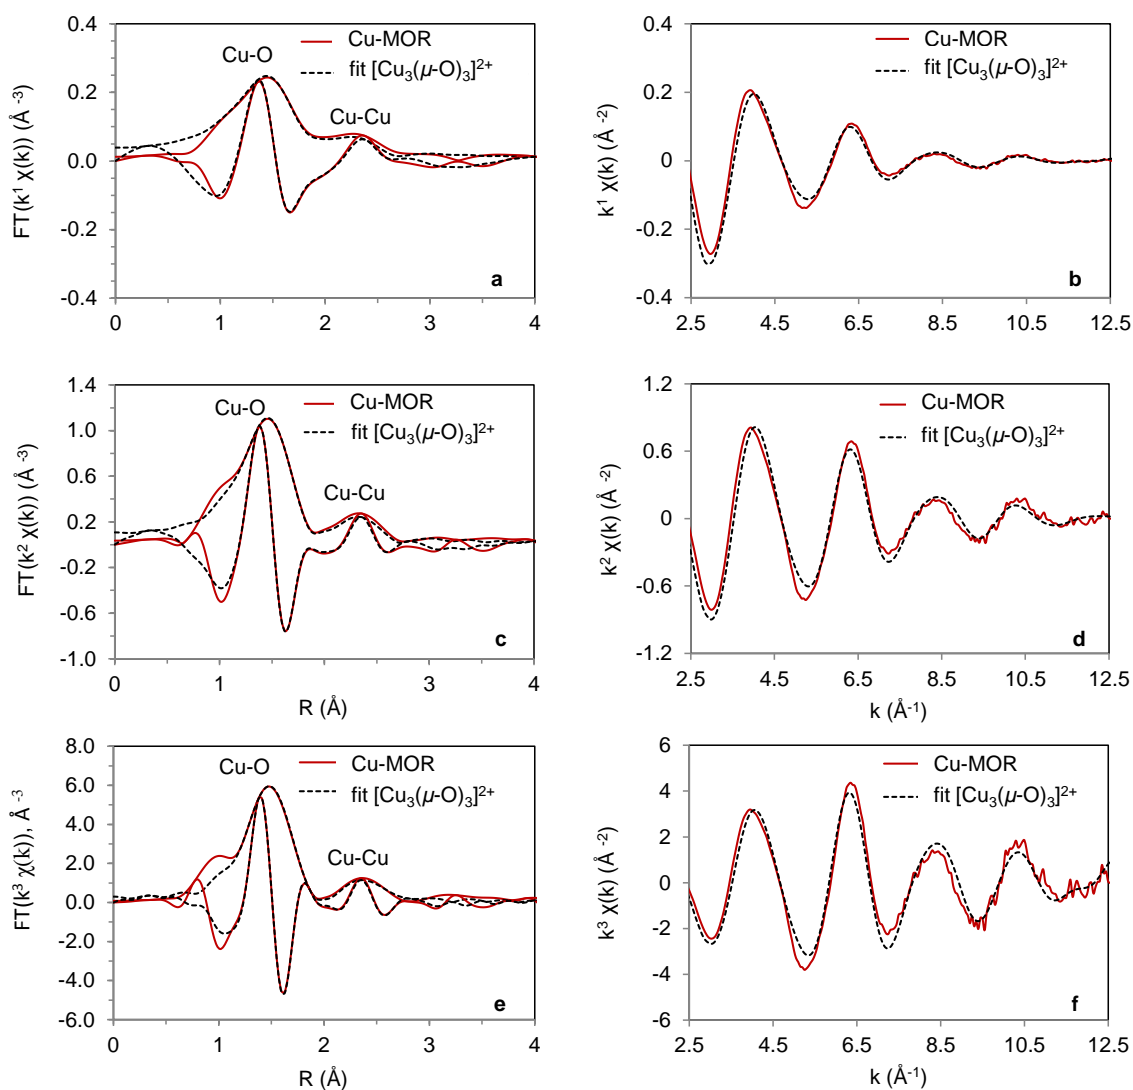 0.4
0.2
0.0
-0.2
-0.4
FT(k¹ χ(k)) (Å ⁻³)
Cu-O
Cu-MOR
fit [Cu₃(µ-O)₃]²⁺
Cu-Cu
a
0 1 2 3 4
0.4
0.2
0
-0.2
-0.4
k¹ χ(k) (Å ⁻²)
Cu-MOR
fit [Cu₃(µ-O)₃]²⁺
b
2.5 4.5 6.5 8.5 10.5 12.5
1.4
1.0
0.6
0.2
-0.2
-0.6
-1.0
FT(k² χ(k)) (Å ⁻³)
Cu-O
Cu-MOR
fit [Cu₃(µ-O)₃]²⁺
Cu-Cu
c
0 1 2 3 4
R (Å)
1.2
0.6
0
-0.6
-1.2
k² χ(k) (Å ⁻²)
Cu-MOR
fit [Cu₃(µ-O)₃]²⁺
d
2.5 4.5 6.5 8.5 10.5 12.5
k (Å⁻¹)
8.0
6.0
4.0
2.0
0.0
-2.0
-4.0
-6.0
FT(k³ χ(k)), Å ⁻³
Cu-O
Cu-MOR
fit [Cu₃(µ-O)₃]²⁺
Cu-Cu
e
0 1 2 3 4
R (Å)
6
4
2
0
-2
-4
-6
k³ χ(k) (Å ⁻²)
Cu-MOR
fit [Cu₃(µ-O)₃]²⁺
f
2.5 4.5 6.5 8.5 10.5 12.5
k (Å⁻¹)